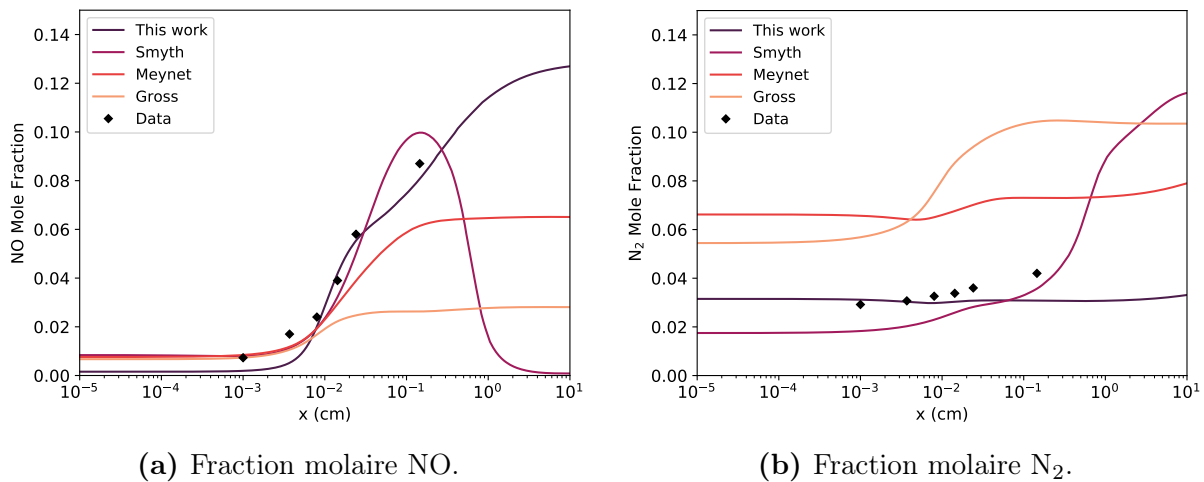 This work
Smyth
Meynet
Gross
Data
NO Mole Fraction
0.14
0.12
0.10
0.08
0.06
0.04
0.02
0.00
10⁻⁵ 10⁻⁴ 10⁻³ 10⁻² 10⁻¹ 10⁰ 10¹
x (cm)
(a) Fraction molaire NO.
This work
Smyth
Meynet
Gross
Data
N₂ Mole Fraction
0.14
0.12
0.10
0.08
0.06
0.04
0.02
0.00
10⁻⁵ 10⁻⁴ 10⁻³ 10⁻² 10⁻¹ 10⁰ 10¹
x (cm)
(b) Fraction molaire N₂.